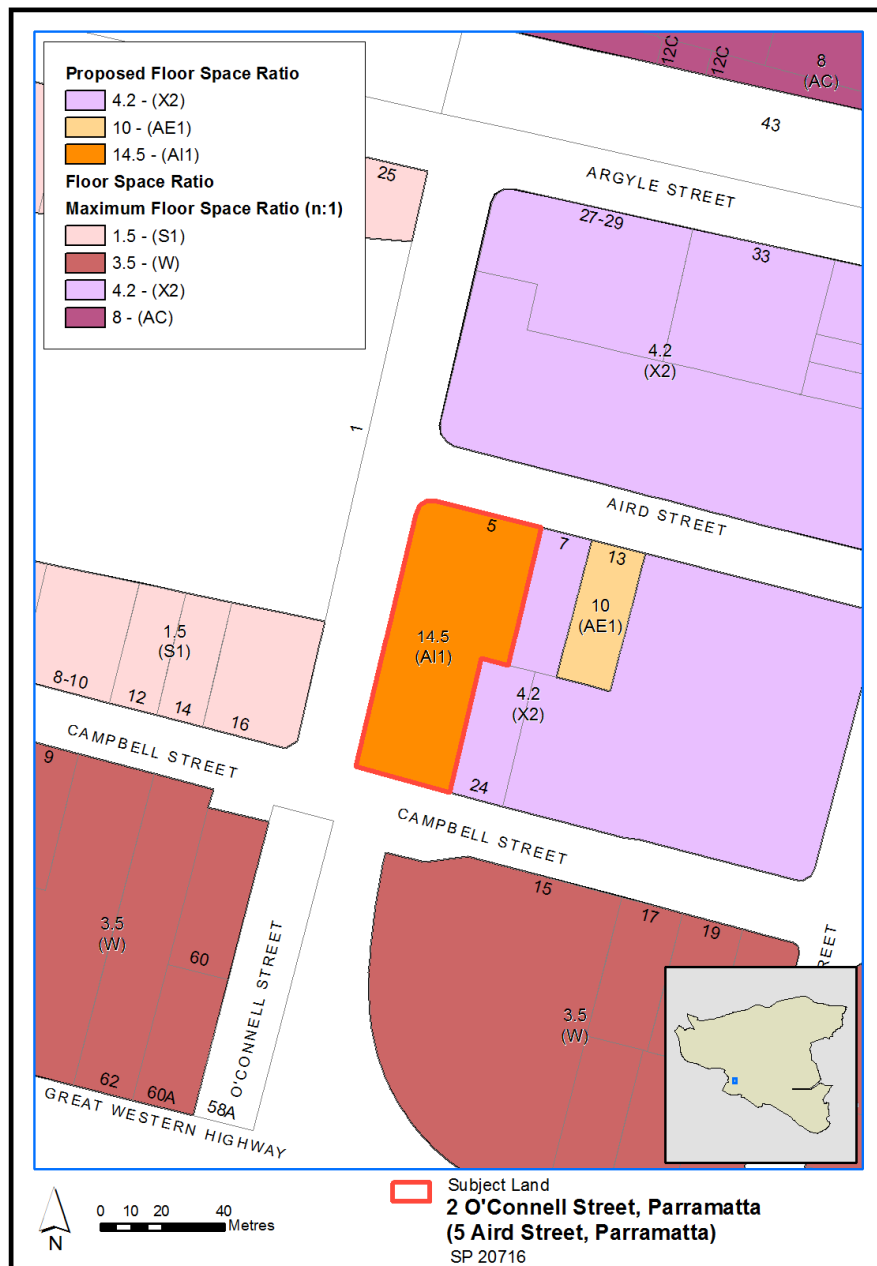 Proposed Floor Space Ratio
4.2 - (X2)
10 - (AE1)
14.5 - (AI1)
Floor Space Ratio
Maximum Floor Space Ratio (n:1)
1.5 - (S1)
3.5 - (W)
4.2 - (X2)
8 - (AC)
12C
12C
8
(AC)
43
ARGYLE STREET
25
27-29
33
4.2
(X2)
1
AIRD STREET
5
7
13
10
(AE1)
14.5
(AI1)
4.2
(X2)
24
1.5
(S1)
8-10
12
14
16
CAMPBELL STREET
CAMPBELL STREET
9
3.5
(W)
60
62
60A
58A
O'CONNELL STREET
GREAT WESTERN HIGHWAY
15
17
19
3.5
(W)
REET
N
0 10 20 40
Metres
Subject Land
2 O'Connell Street, Parramatta
(5 Aird Street, Parramatta)
SP 20716